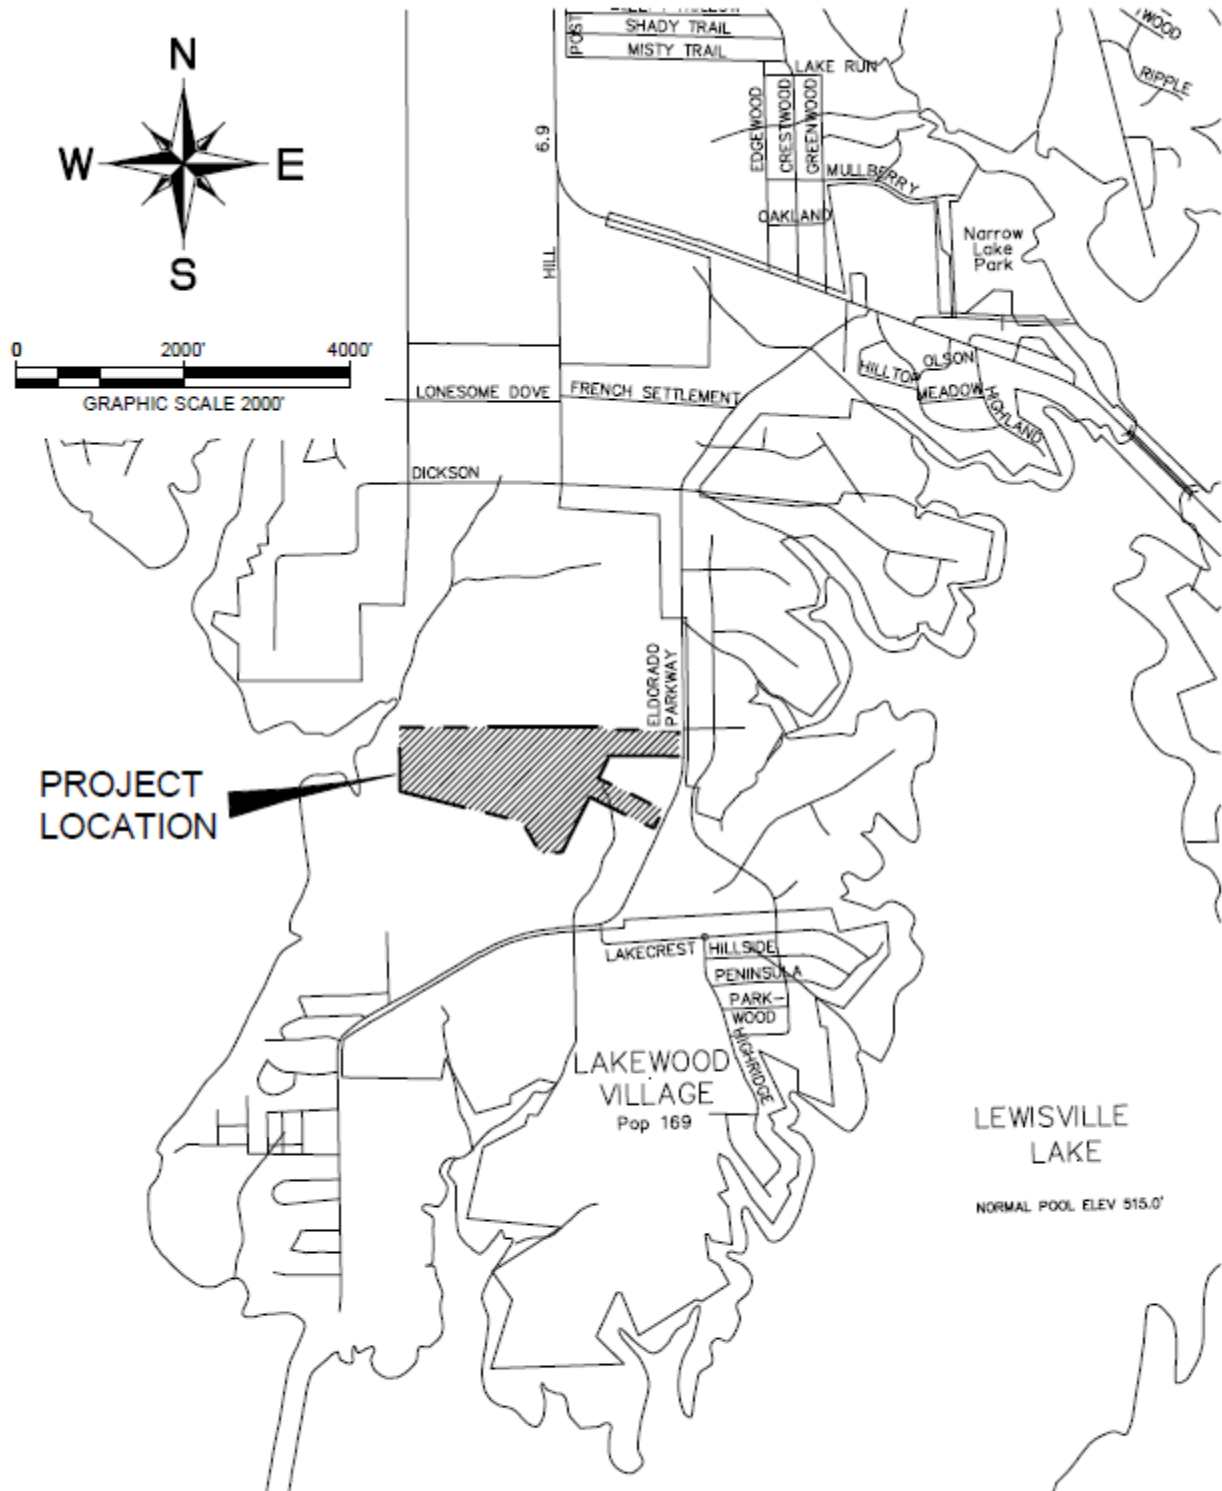 SHADY TRAIL
MISTY TRAIL
POST
LAKE RUN
WOOD
RIPPLE
N
W
E
S
6.9
EDGEWOOD
CRESTWOOD
GREENWOOD
MULLBERRY
OAKLAND
Narrow
Lake
Park
HILL
0 2000' 4000'
GRAPHIC SCALE 2000'
LONESOME DOVE
FRENCH SETTLEMENT
HILLTOP
OLSON
MEADOW
HIGHLAND
DICKSON
ELDORADO
PARKWAY
PROJECT
LOCATION
LAKECREST
HILLSIDE
PENINSULA
PARK-
WOOD
HIGHRIDGE
LAKEWOOD
VILLAGE
Pop 169
LEWISVILLE
LAKE
NORMAL POOL ELEV 515.0'